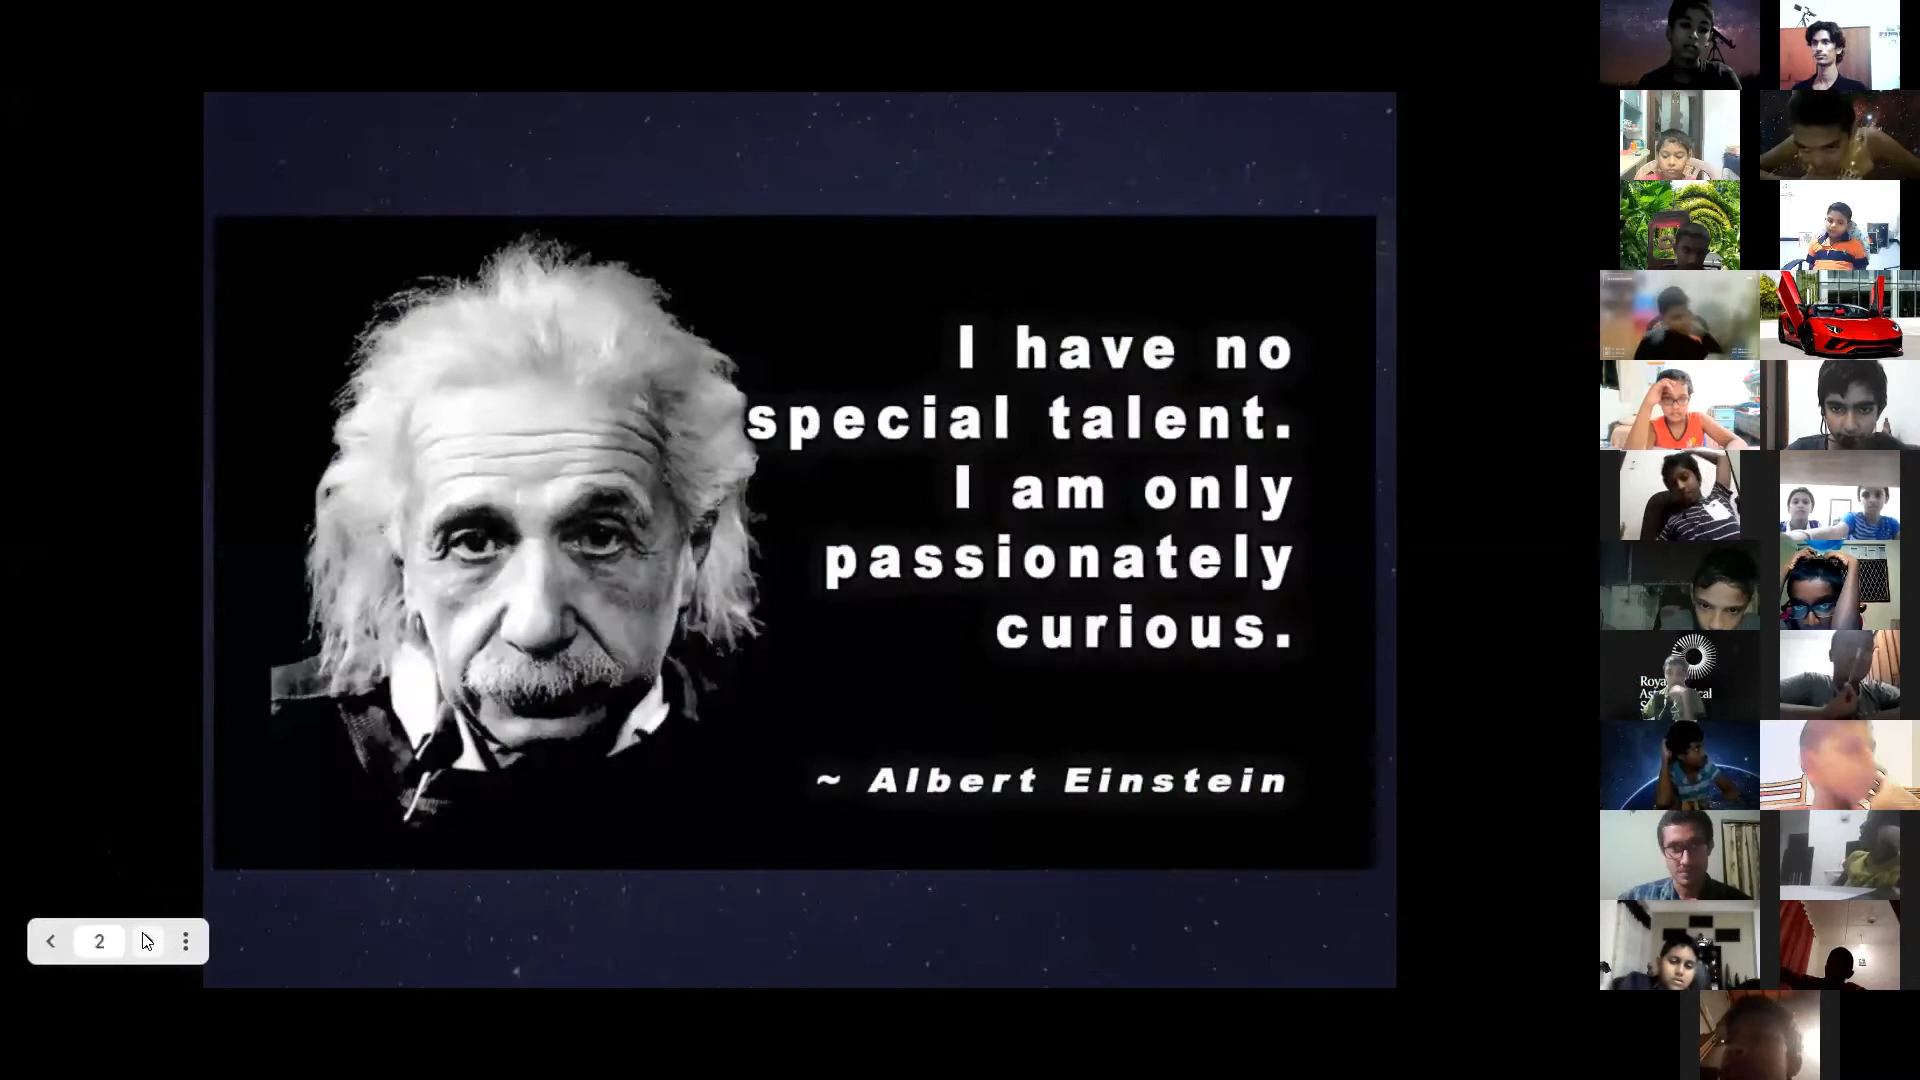 I have no
special talent.
I am only
passionately
curious.
~ Albert Einstein
2